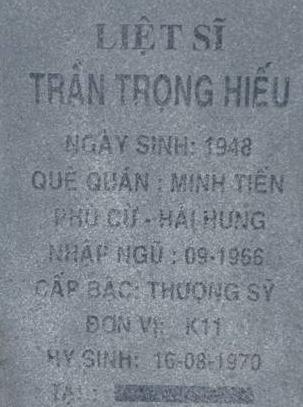 LIỆT SĨ
TRẦN TRỌNG HIẾU
NGÀY SINH: 1948
QUÊ QUÁN : MINH TIẾN
PHÙ CỪ - HẢI HƯNG
NHẬP NGŨ : 09-1966
CẤP BẬC: THƯỢNG SỸ
ĐƠN VỊ: K11
HY SINH: 16-08-1970
TẠI :